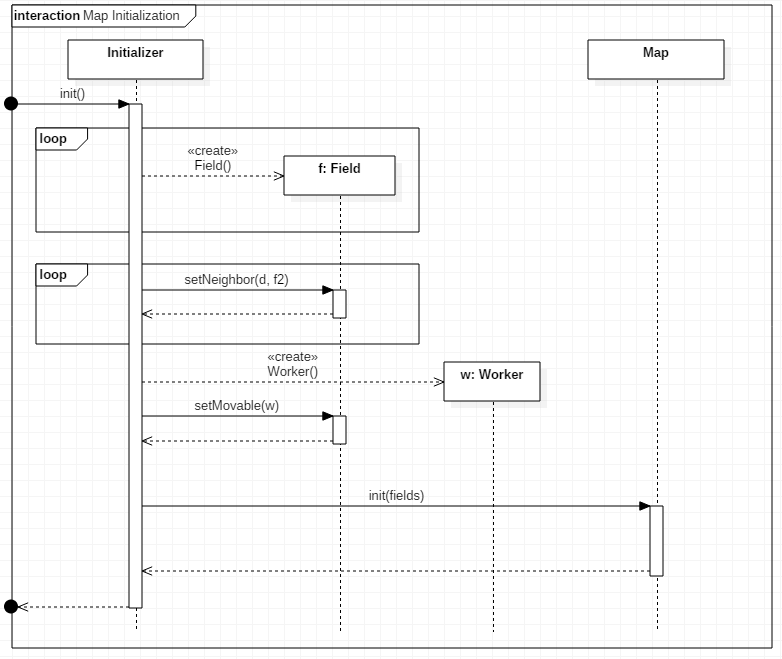 interaction Map Initialization
Initializer
Map
init()
loop
«create»
Field()
f: Field
loop
setNeighbor(d, f2)
«create»
Worker()
w: Worker
setMovable(w)
init(fields)